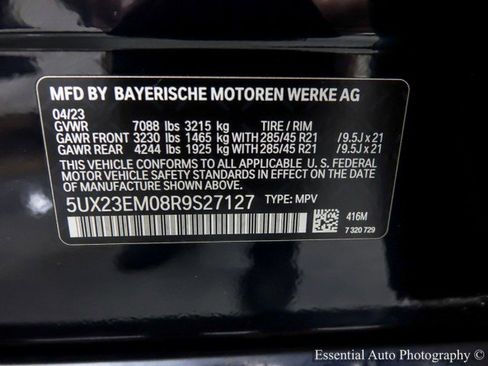 MFD BY BAYERISCHE MOTOREN WERKE AG
04/23
GVWR 7088 lbs 3215 kg TIRE / RIM
GAWR FRONT 3230 lbs 1465 kg WITH 285/45 R21 / 9.5J x 21
GAWR REAR 4244 lbs 1925 kg WITH 285/45 R21 / 9.5J x 21
THIS VEHICLE CONFORMS TO ALL APPLICABLE U. S. FEDERAL
MOTOR VEHICLE SAFETY STANDARDS IN EFFECT ON THE DATE
OF MANUFACTURE SHOWN ABOVE.
5UX23EM08R9S27127 TYPE: MPV
416M
7 320 729
Essential Auto Photography ©